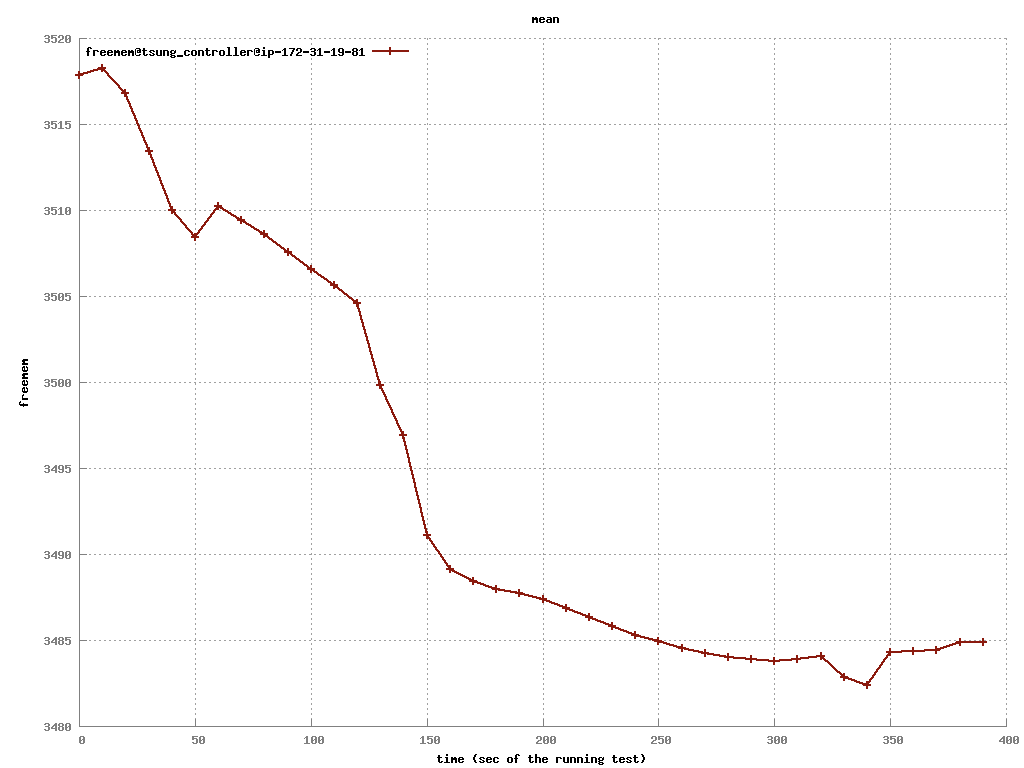 mean
3520
freemem@tsung_controller@ip-172-31-19-81
3515
3510
3505
3500
3495
3490
3485
3480
freemem
0 50 100 150 200 250 300 350 400
time (sec of the running test)